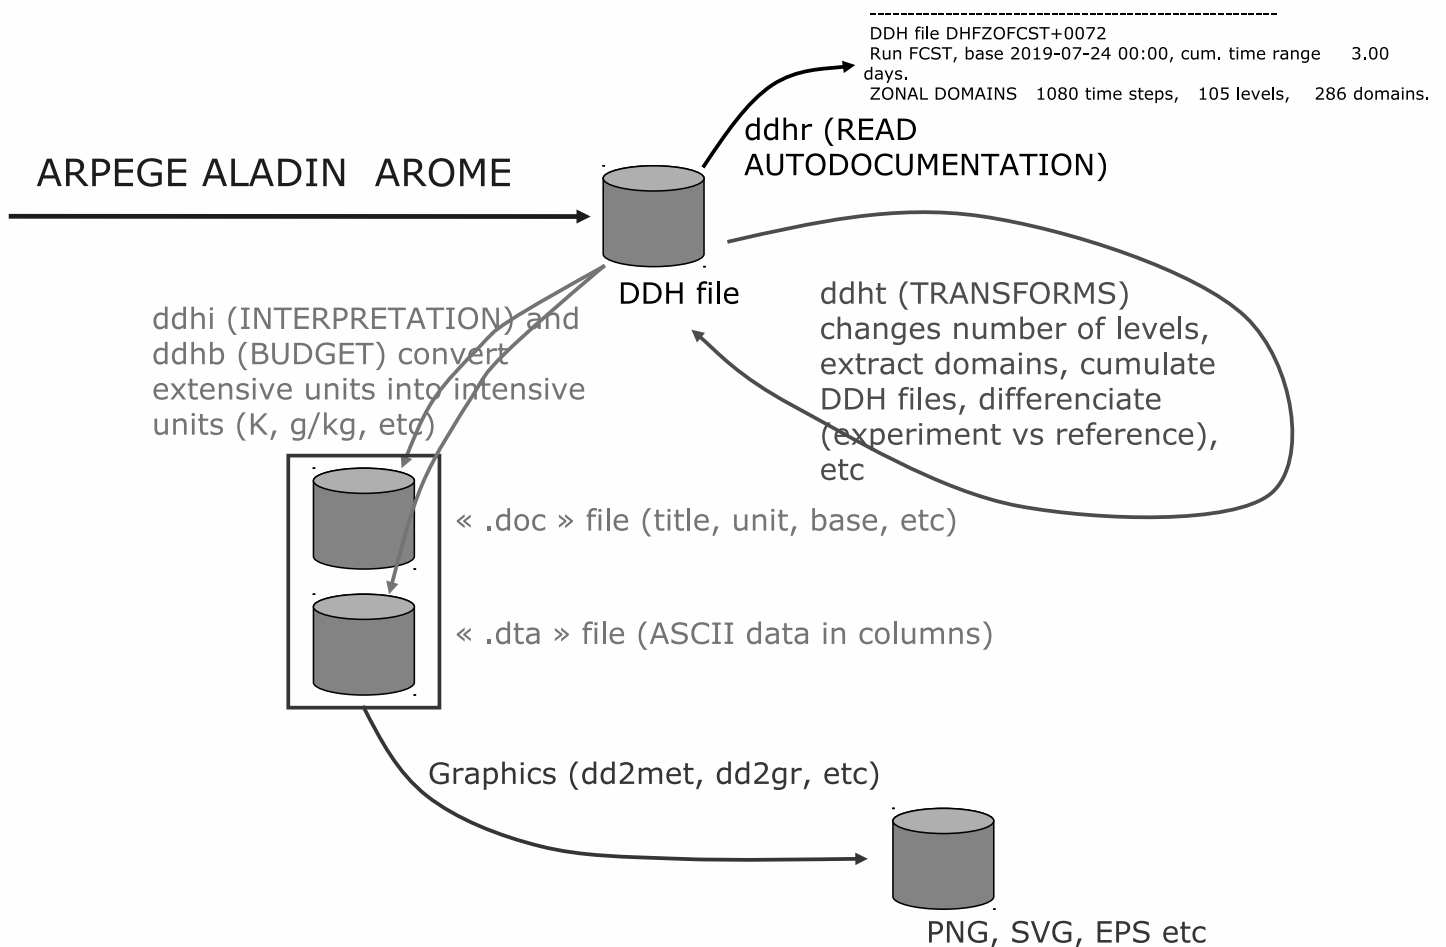 ----------------------------------------------------
DDH file DHFZOFCST+0072
Run FCST, base 2019-07-24 00:00, cum. time range 3.00
days.
ZONAL DOMAINS 1080 time steps, 105 levels, 286 domains.
ddhr (READ
AUTODOCUMENTATION)
ARPEGE ALADIN AROME
DDH file
ddht (TRANSFORMS)
changes number of levels,
extract domains, cumulate
DDH files, differenciate
(experiment vs reference),
etc
ddhi (INTERPRETATION) and
ddhb (BUDGET) convert
extensive units into intensive
units (K, g/kg, etc)
« .doc » file (title, unit, base, etc)
« .dta » file (ASCII data in columns)
Graphics (dd2met, dd2gr, etc)
PNG, SVG, EPS etc